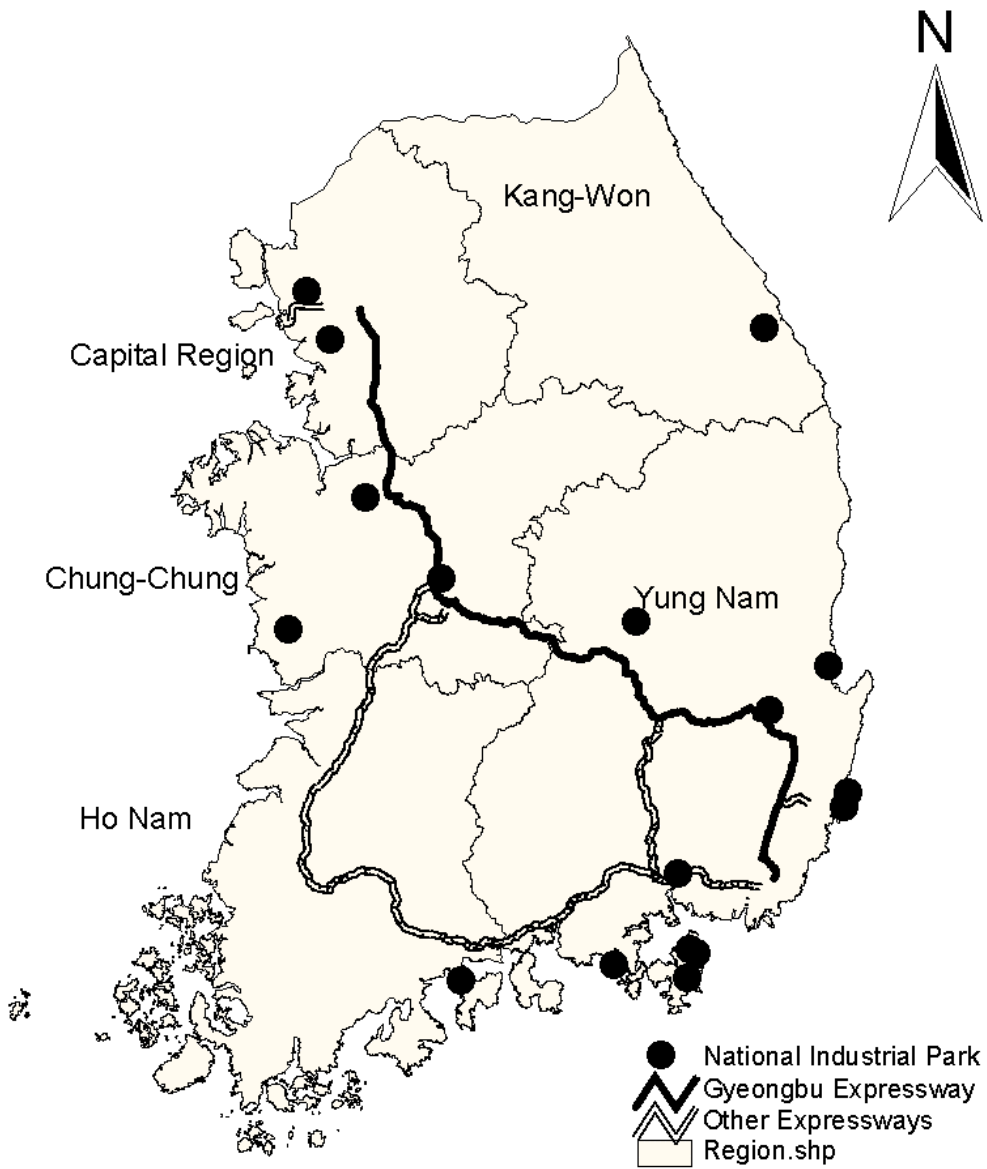 N
Kang-Won
Capital Region
Chung-Chung
Yung Nam
Ho Nam
National Industrial Park
Gyeongbu Expressway
Other Expressways
Region.shp